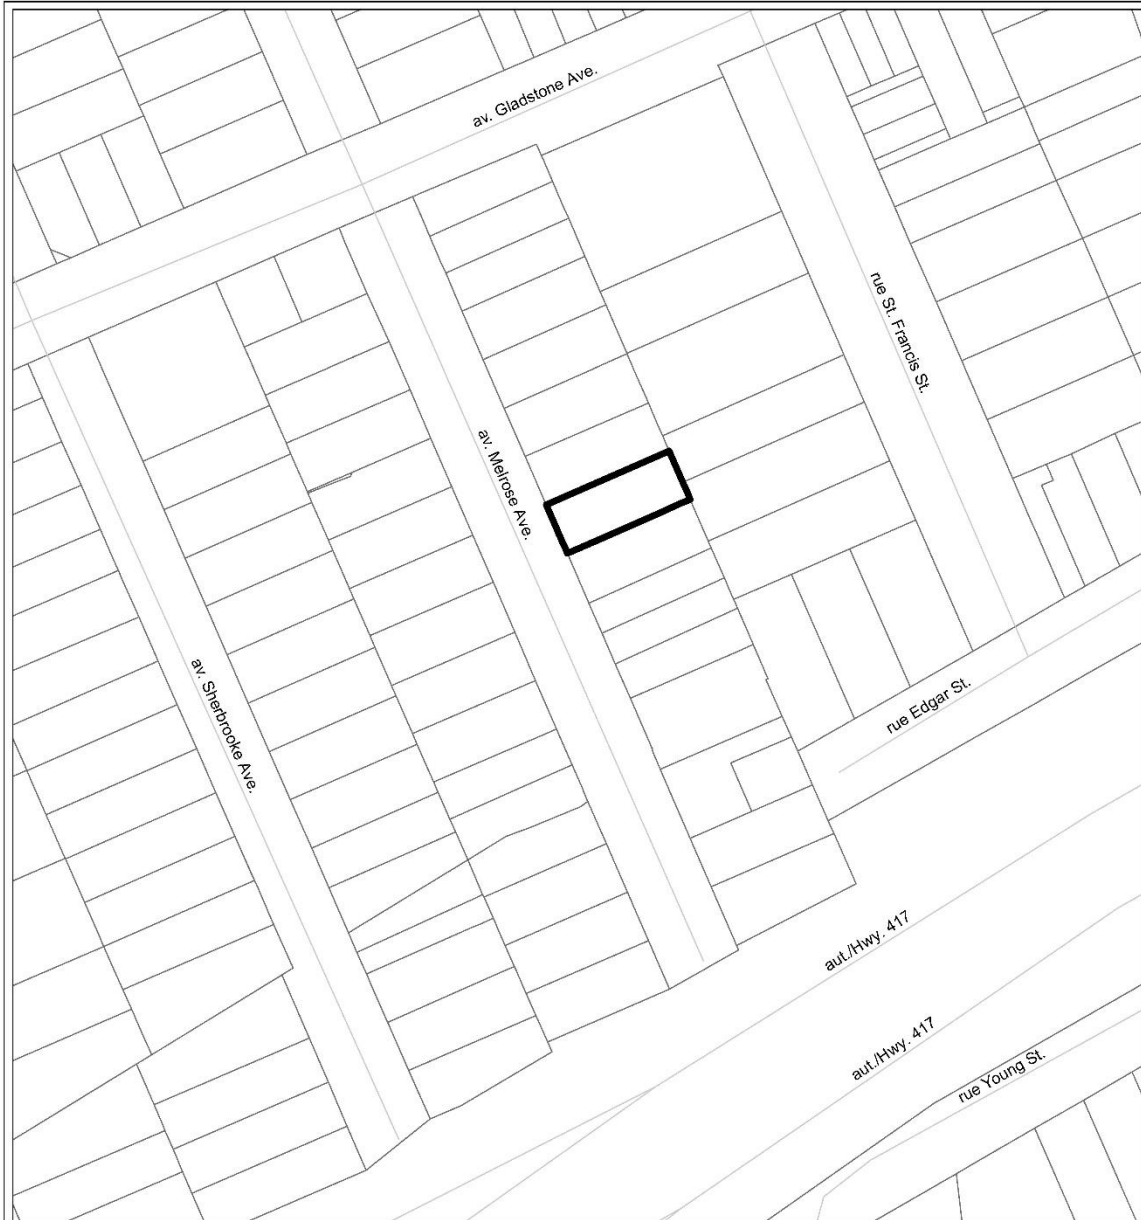 av. Gladstone Ave.
rue St. Francis St.
av. Melrose Ave.
av. Sherbrooke Ave.
rue Edgar St.
aut./Hwy. 417
aut./Hwy. 417
rue Young St.